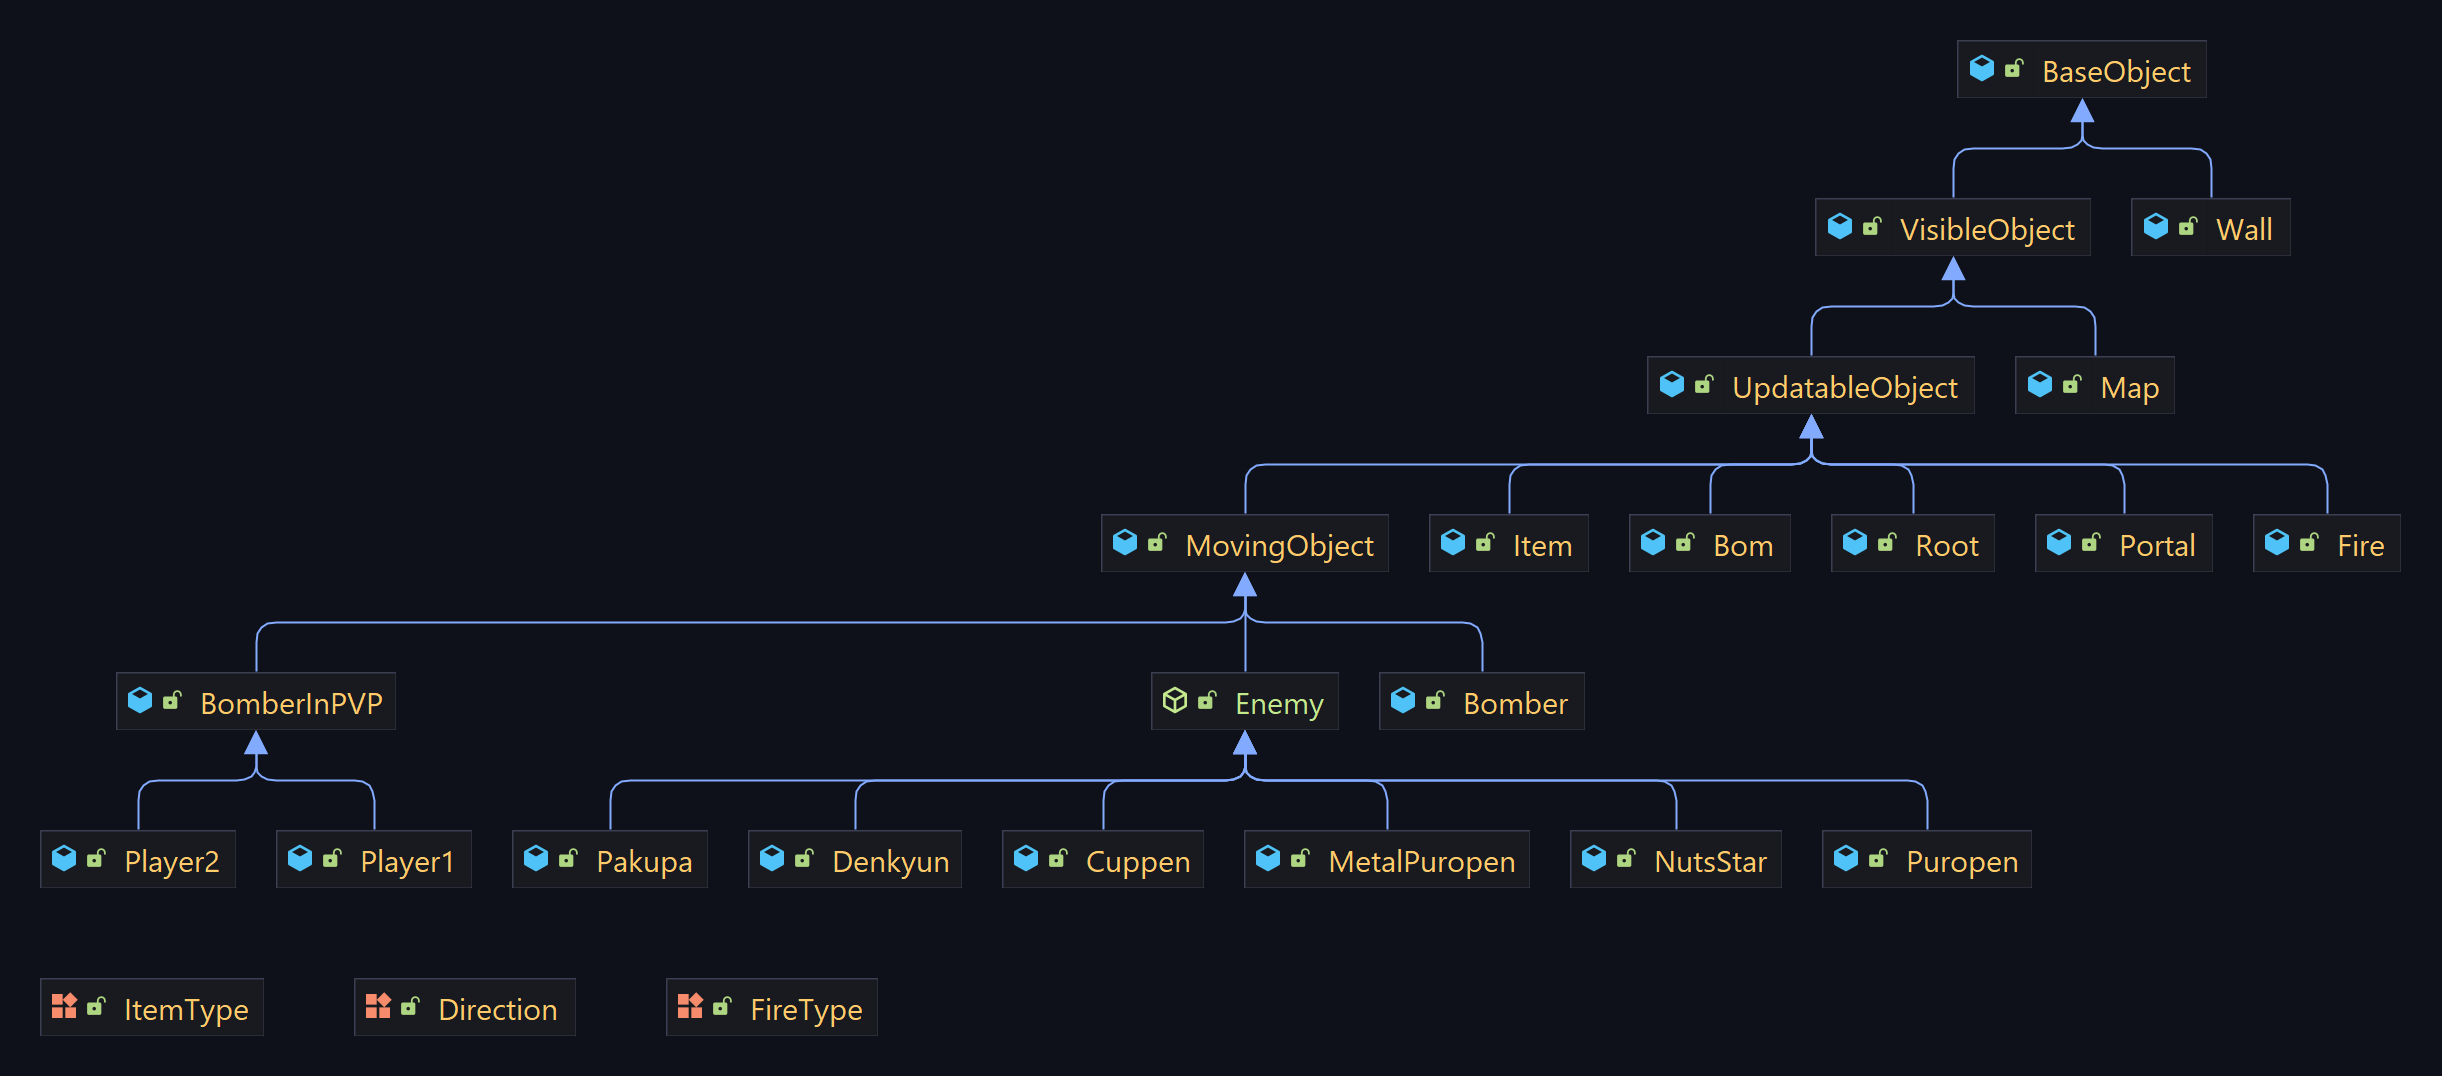 BaseObject
VisibleObject
Wall
UpdatableObject
Map
MovingObject
Item
Bom
Root
Portal
Fire
BomberInPVP
Enemy
Bomber
Player2
Player1
Pakupa
Denkyun
Cuppen
MetalPuropen
NutsStar
Puropen
ItemType
Direction
FireType